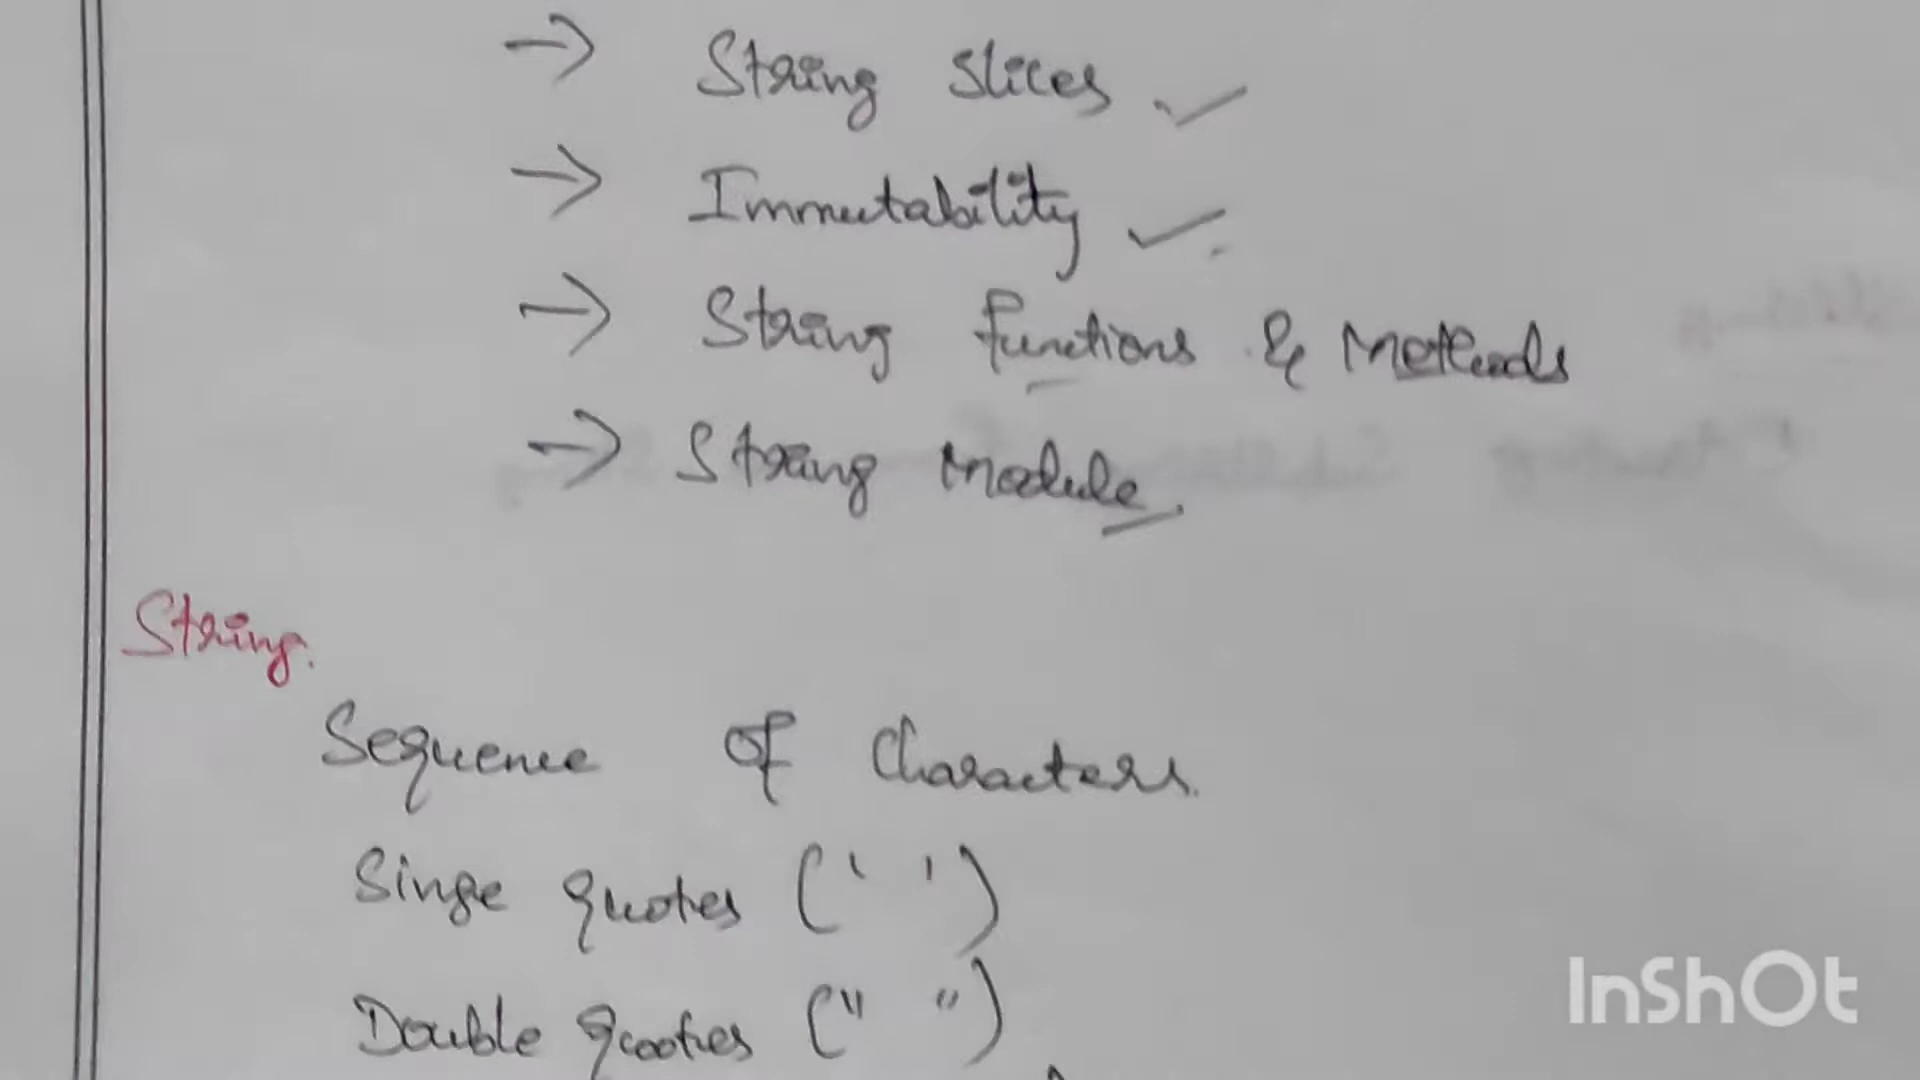 → String slices ✓
→ Immutability ✓
→ String functions & Methods
→ String Module.
String.
Sequence of Characters.
Singe quotes (' ')
Double quotes (" ")
InShOt